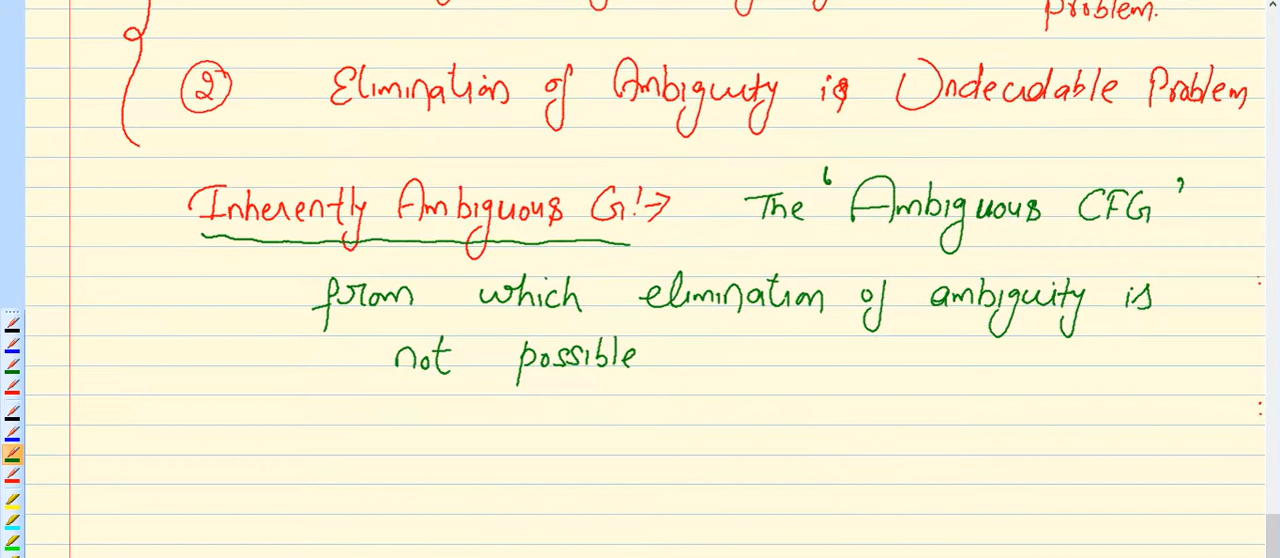 problem.
② Elimination of Ambiguity is Undecidable Problem
Inherently Ambiguous G!→ The 'Ambiguous CFG'
from which elimination of ambiguity is
not possible